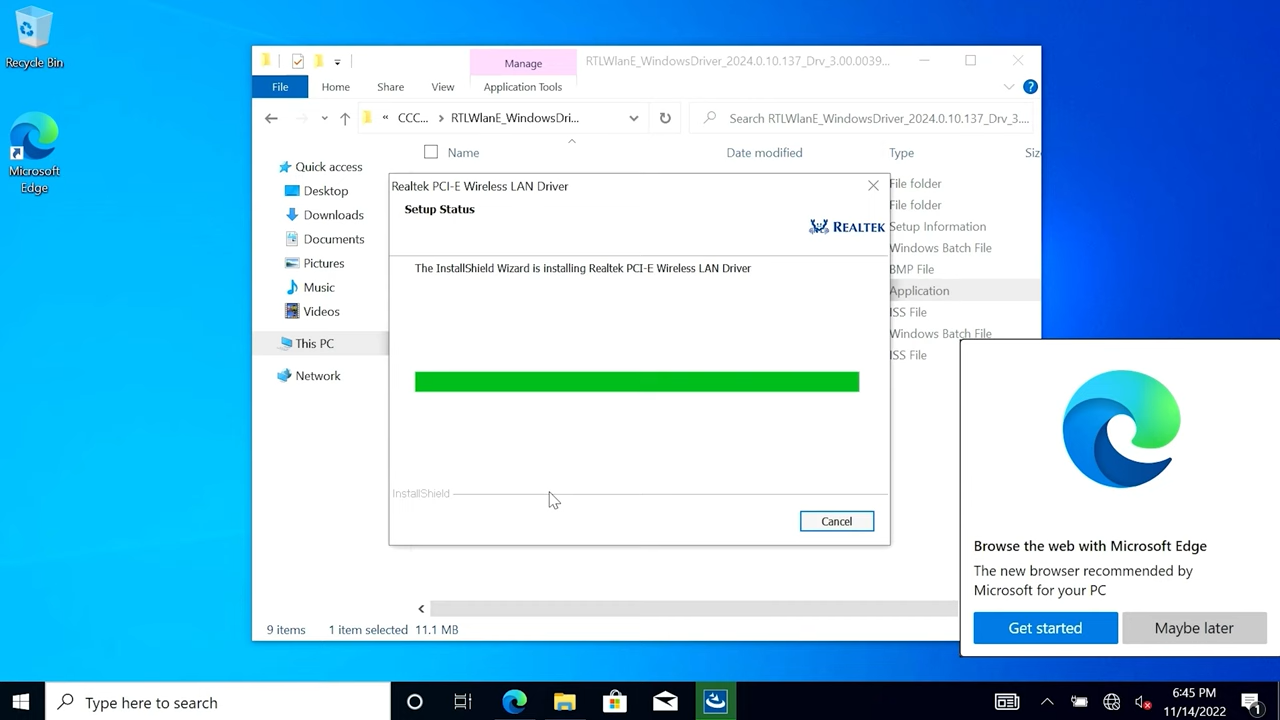 Recycle Bin
Microsoft
Edge
Manage
RTLWlanE_WindowsDriver_2024.0.10.137_Drv_3.00.0039...
File
Home
Share
View
Application Tools
?
«
CCC...
RTLWlanE_WindowsDri...
Search RTLWlanE_WindowsDriver_2024.0.10.137_Drv_3....
Name
Date modified
Type
Siz
Quick access
Desktop
Downloads
Documents
Pictures
Music
Videos
This PC
Network
File folder
File folder
Setup Information
Windows Batch File
BMP File
Application
ISS File
Windows Batch File
ISS File
Realtek PCI-E Wireless LAN Driver
Setup Status
REALTEK
The InstallShield Wizard is installing Realtek PCI-E Wireless LAN Driver
InstallShield
Cancel
9 items
1 item selected 11.1 MB
Browse the web with Microsoft Edge
The new browser recommended by
Microsoft for your PC
Get started
Maybe later
Type here to search
6:45 PM
11/14/2022
1